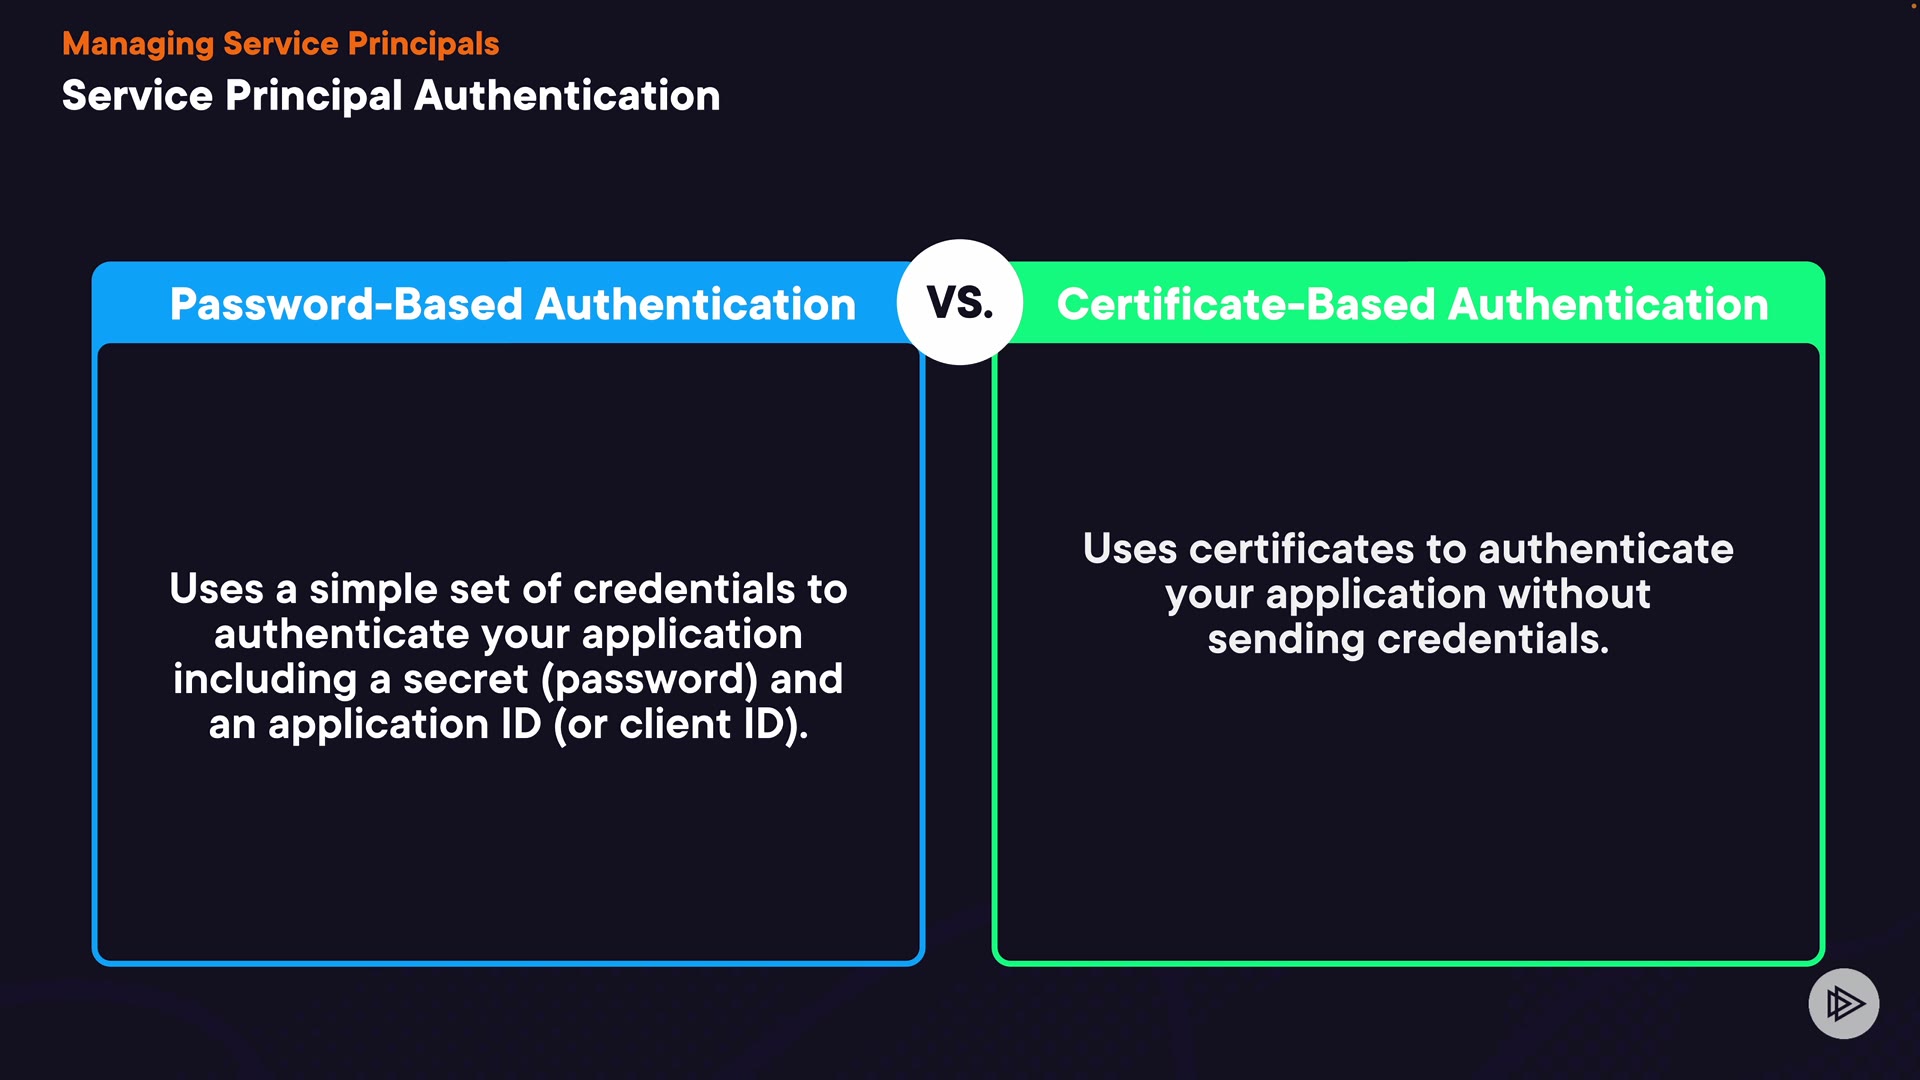 Managing Service Principals
Service Principal Authentication
Password-Based Authentication
VS.
Certificate-Based Authentication
Uses a simple set of credentials to
authenticate your application
including a secret (password) and
an application ID (or client ID).
Uses certificates to authenticate
your application without
sending credentials.